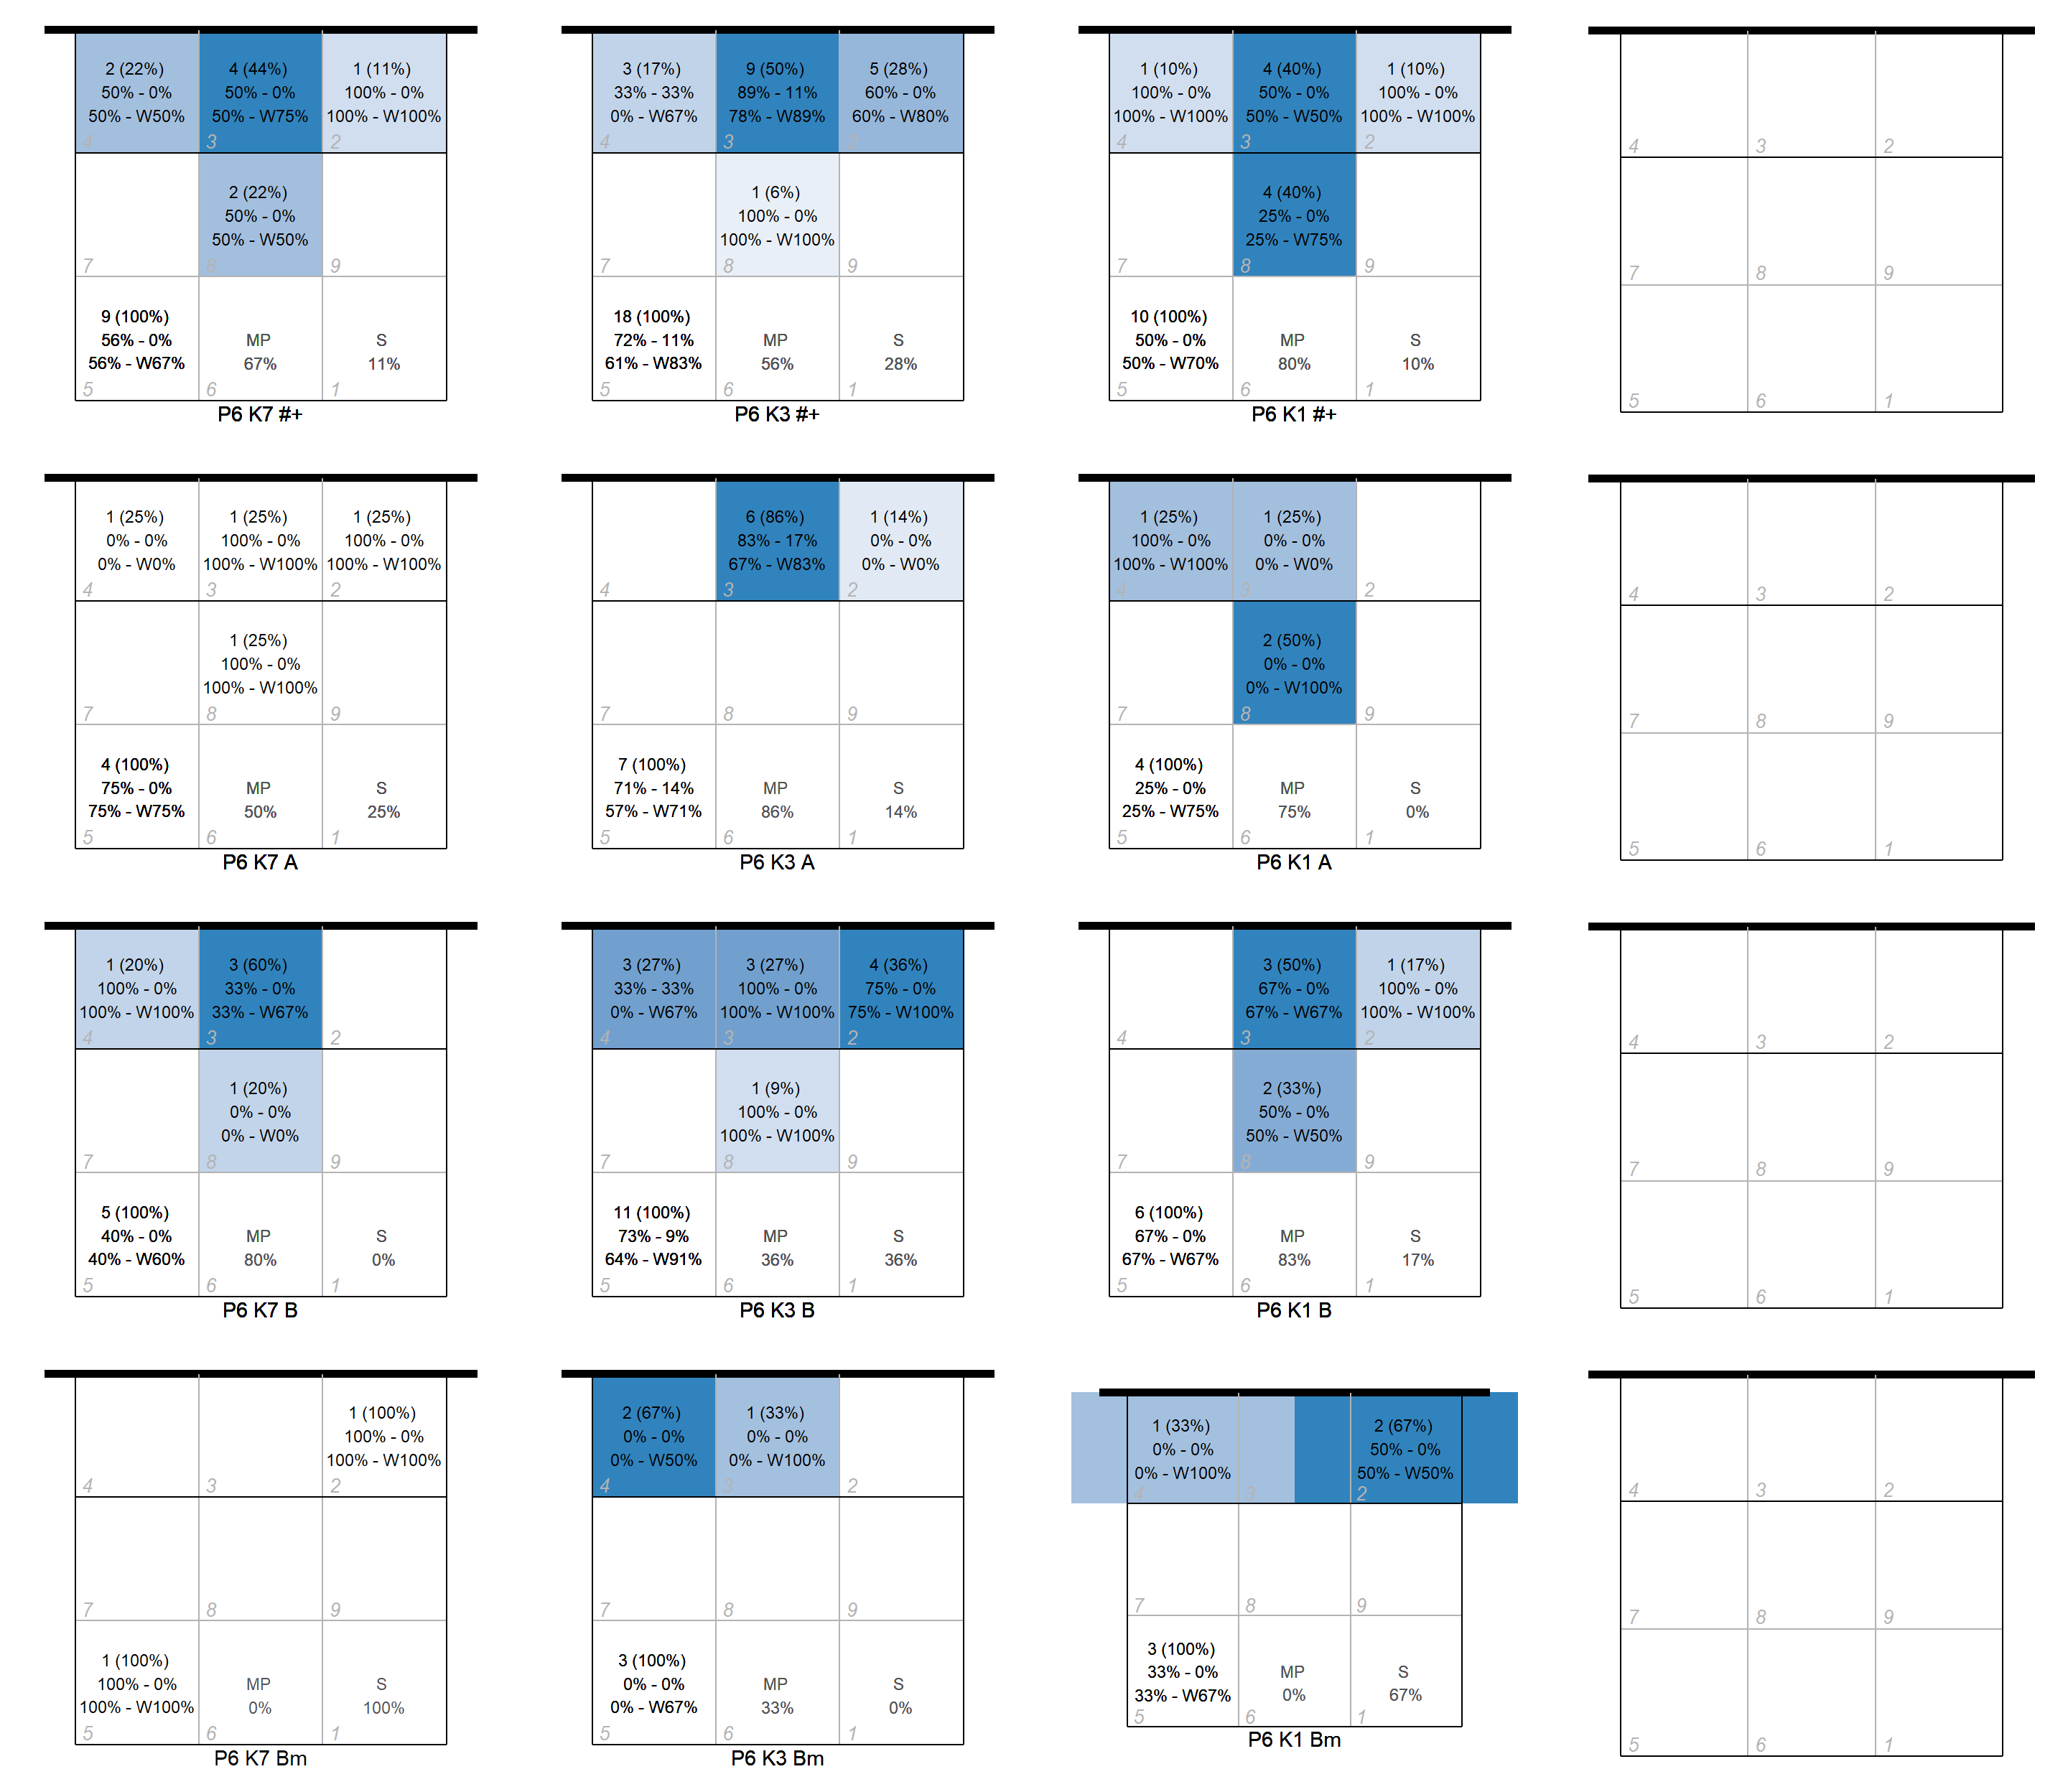 2 (22%) 4 (44%) 1 (11%)
50% - 0% 50% - 0% 100% - 0%
50% - W50% 50% - W75% 100% - W100%
4 3 2
2 (22%)
50% - 0%
50% - W50%
7 8 9
9 (100%)
56% - 0% MP S
56% - W67% 67% 11%
5 6 1
P6 K7 #+
3 (17%) 9 (50%) 5 (28%)
33% - 33% 89% - 11% 60% - 0%
0% - W67% 78% - W89% 60% - W80%
4 3 2
1 (6%)
100% - 0%
100% - W100%
7 8 9
18 (100%)
72% - 11% MP S
61% - W83% 56% 28%
5 6 1
P6 K3 #+
1 (10%) 4 (40%) 1 (10%)
100% - 0% 50% - 0% 100% - 0%
100% - W100% 50% - W50% 100% - W100%
4 3 2
4 (40%)
25% - 0%
25% - W75%
7 8 9
10 (100%)
50% - 0% MP S
50% - W70% 80% 10%
5 6 1
P6 K1 #+
4 3 2
7 8 9
5 6 1
1 (25%) 1 (25%) 1 (25%)
0% - 0% 100% - 0% 100% - 0%
0% - W0% 100% - W100% 100% - W100%
4 3 2
1 (25%)
100% - 0%
100% - W100%
7 8 9
4 (100%)
75% - 0% MP S
75% - W75% 50% 25%
5 6 1
P6 K7 A
6 (86%) 1 (14%)
83% - 17% 0% - 0%
67% - W83% 0% - W0%
4 3 2
7 8 9
7 (100%)
71% - 14% MP S
57% - W71% 86% 14%
5 6 1
P6 K3 A
1 (25%) 1 (25%)
100% - 0% 0% - 0%
100% - W100% 0% - W0%
4 3 2
2 (50%)
0% - 0%
0% - W100%
7 8 9
4 (100%)
25% - 0% MP S
25% - W75% 75% 0%
5 6 1
P6 K1 A
4 3 2
7 8 9
5 6 1
1 (20%) 3 (60%)
100% - 0% 33% - 0%
100% - W100% 33% - W67%
4 3 2
1 (20%)
0% - 0%
0% - W0%
7 8 9
5 (100%)
40% - 0% MP S
40% - W60% 80% 0%
5 6 1
P6 K7 B
3 (27%) 3 (27%) 4 (36%)
33% - 33% 100% - 0% 75% - 0%
0% - W67% 100% - W100% 75% - W100%
4 3 2
1 (9%)
100% - 0%
100% - W100%
7 8 9
11 (100%)
73% - 9% MP S
64% - W91% 36% 36%
5 6 1
P6 K3 B
3 (50%) 1 (17%)
67% - 0% 100% - 0%
67% - W67% 100% - W100%
4 3 2
2 (33%)
50% - 0%
50% - W50%
7 8 9
6 (100%)
67% - 0% MP S
67% - W67% 83% 17%
5 6 1
P6 K1 B
4 3 2
7 8 9
5 6 1
1 (100%)
100% - 0%
100% - W100%
4 3 2
7 8 9
1 (100%)
100% - 0% MP S
100% - W100% 0% 100%
5 6 1
P6 K7 Bm
2 (67%) 1 (33%)
0% - 0% 0% - 0%
0% - W50% 0% - W100%
4 3 2
7 8 9
3 (100%)
0% - 0% MP S
0% - W67% 33% 0%
5 6 1
P6 K3 Bm
1 (33%) 2 (67%)
0% - 0% 50% - 0%
0% - W100% 50% - W50%
4 3 2
7 8 9
3 (100%)
33% - 0% MP S
33% - W67% 0% 67%
5 6 1
P6 K1 Bm
4 3 2
7 8 9
5 6 1